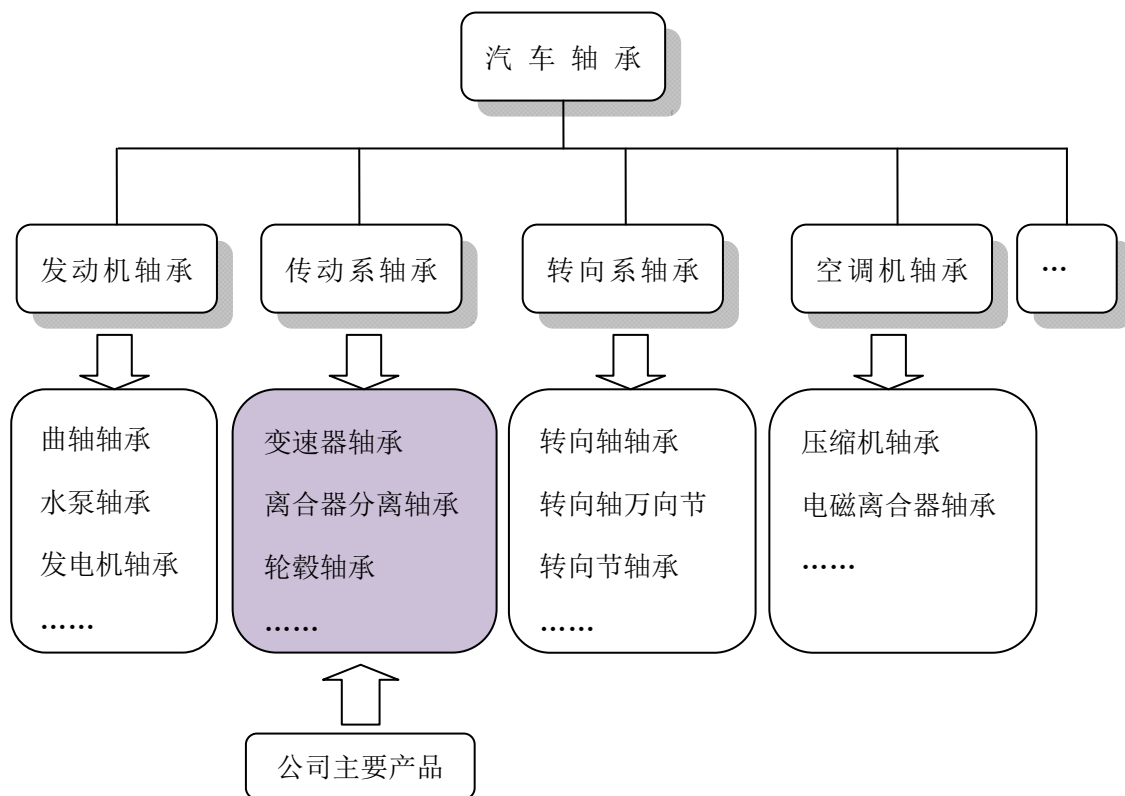 汽车轴承
发动机轴承
传动系轴承
转向系轴承
空调机轴承
…
曲轴轴承
水泵轴承
发电机轴承
……
变速器轴承
离合器分离轴承
轮毂轴承
……
转向轴轴承
转向轴万向节
转向节轴承
……
压缩机轴承
电磁离合器轴承
……
公司主要产品